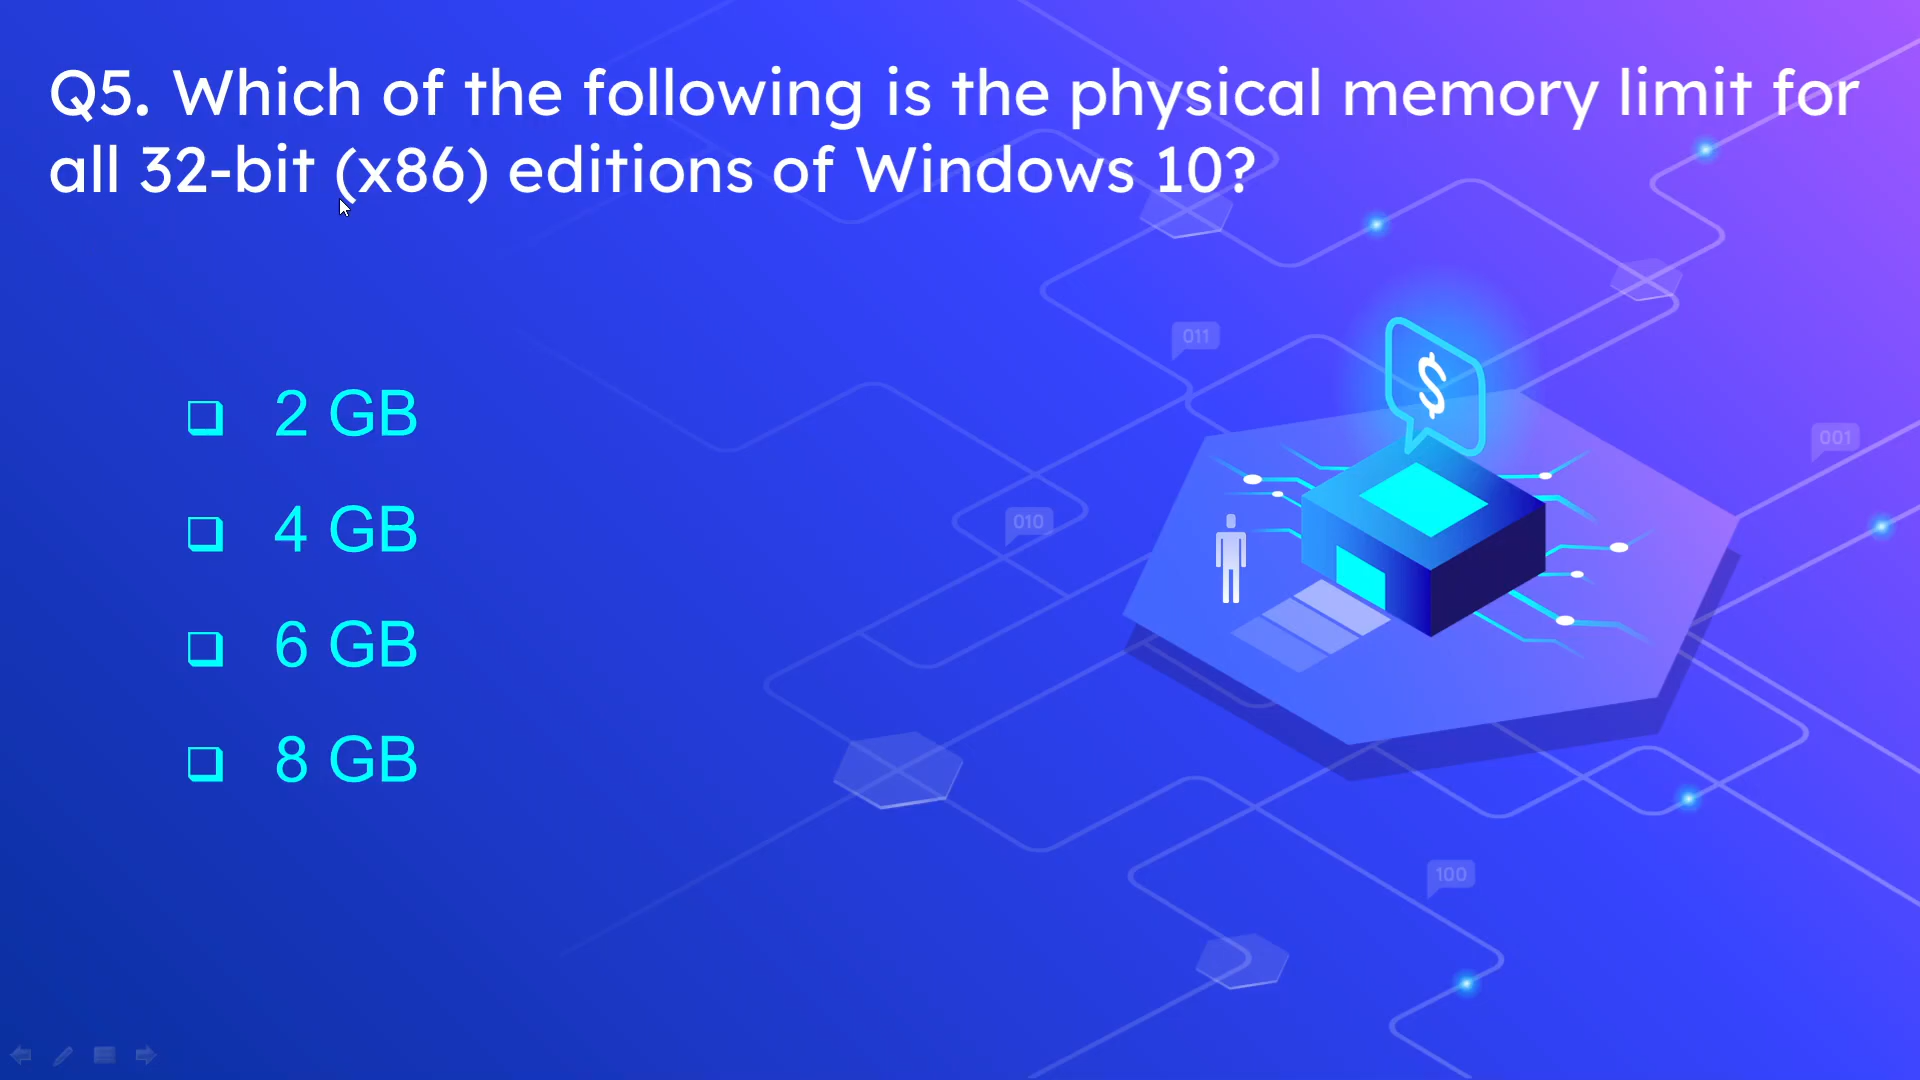 Q5. Which of the following is the physical memory limit for
all 32-bit (x86) editions of Windows 10?
011
$
2 GB
001
4 GB
010
6 GB
8 GB
100